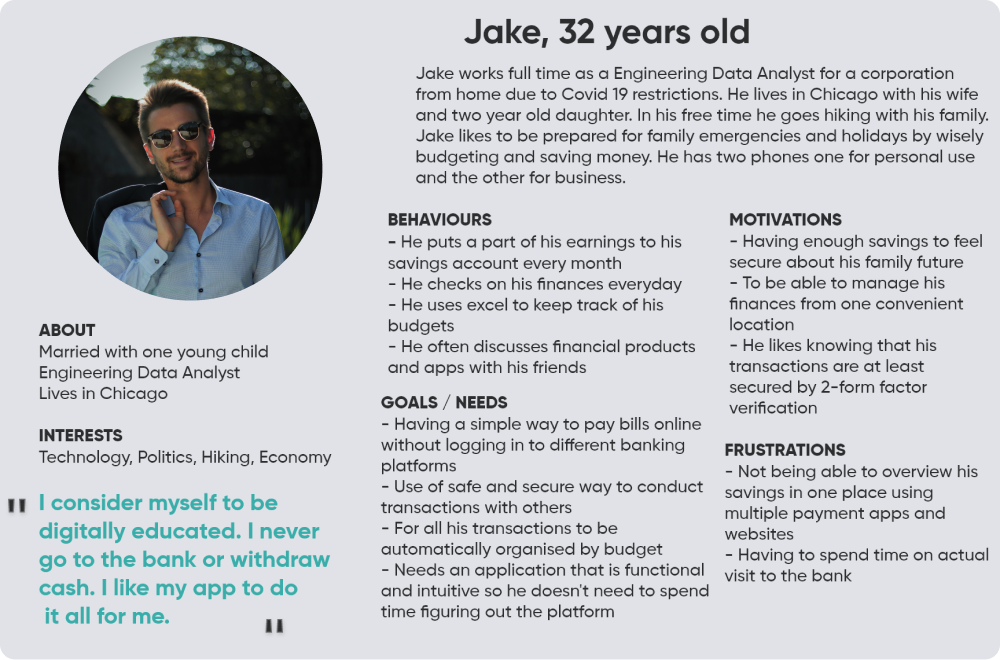 Jake, 32 years old
Jake works full time as a Engineering Data Analyst for a corporation
from home due to Covid 19 restrictions. He lives in Chicago with his wife
and two year old daughter. In his free time he goes hiking with his family.
Jake likes to be prepared for family emergencies and holidays by wisely
budgeting and saving money. He has two phones one for personal use
and the other for business.
ABOUT
Married with one young child
Engineering Data Analyst
Lives in Chicago
INTERESTS
Technology, Politics, Hiking, Economy
" I consider myself to be
digitally educated. I never
go to the bank or withdraw
cash. I like my app to do
it all for me.
"
BEHAVIOURS
- He puts a part of his earnings to his
savings account every month
- He checks on his finances everyday
- He uses excel to keep track of his
budgets
- He often discusses financial products
and apps with his friends
GOALS / NEEDS
- Having a simple way to pay bills online
without logging in to different banking
platforms
- Use of safe and secure way to conduct
transactions with others
- For all his transactions to be
automatically organised by budget
- Needs an application that is functional
and intuitive so he doesn't need to spend
time figuring out the platform
MOTIVATIONS
- Having enough savings to feel
secure about his family future
- To be able to manage his
finances from one convenient
location
- He likes knowing that his
transactions are at least
secured by 2-form factor
verification
FRUSTRATIONS
- Not being able to overview his
savings in one place using
multiple payment apps and
websites
- Having to spend time on actual
visit to the bank